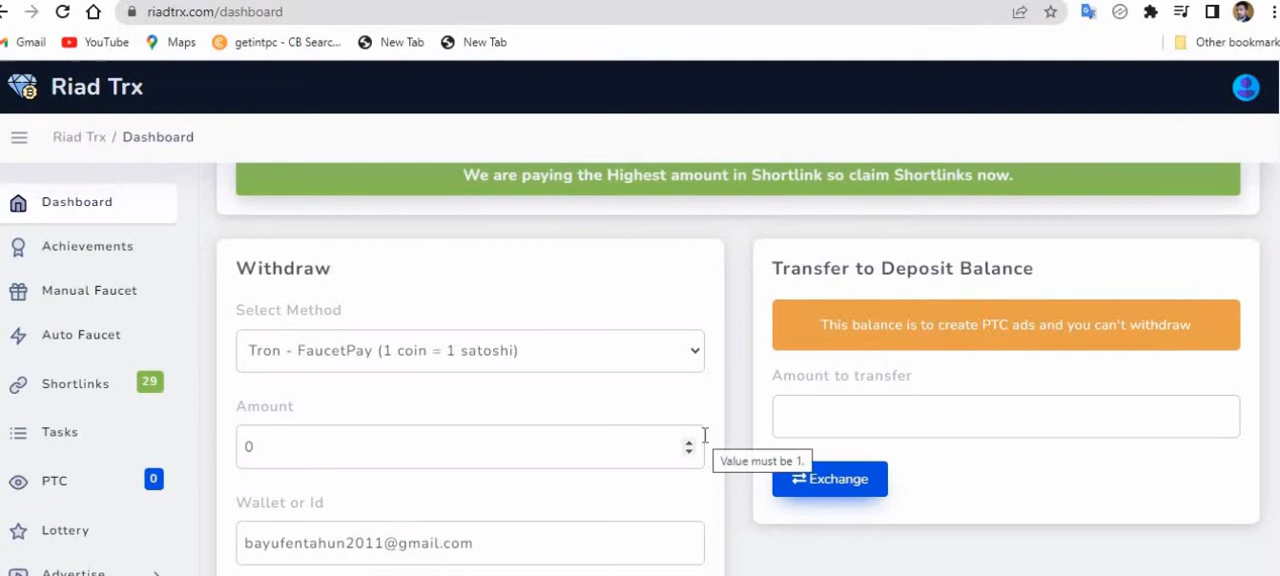 riadtrx.com/dashboard
Gmail YouTube Maps getintpc - CB Searc... New Tab New Tab Other bookmark
Riad Trx
Riad Trx / Dashboard
We are paying the Highest amount in Shortlink so claim Shortlinks now.
Dashboard
Achievements
Manual Faucet
Auto Faucet
Shortlinks 29
Tasks
PTC 0
Lottery
Advertise
Withdraw
Select Method
Tron - FaucetPay (1 coin = 1 satoshi)
Amount
0
Value must be 1.
Wallet or Id
bayufentahun2011@gmail.com
Transfer to Deposit Balance
This balance is to create PTC ads and you can't withdraw
Amount to transfer
Exchange